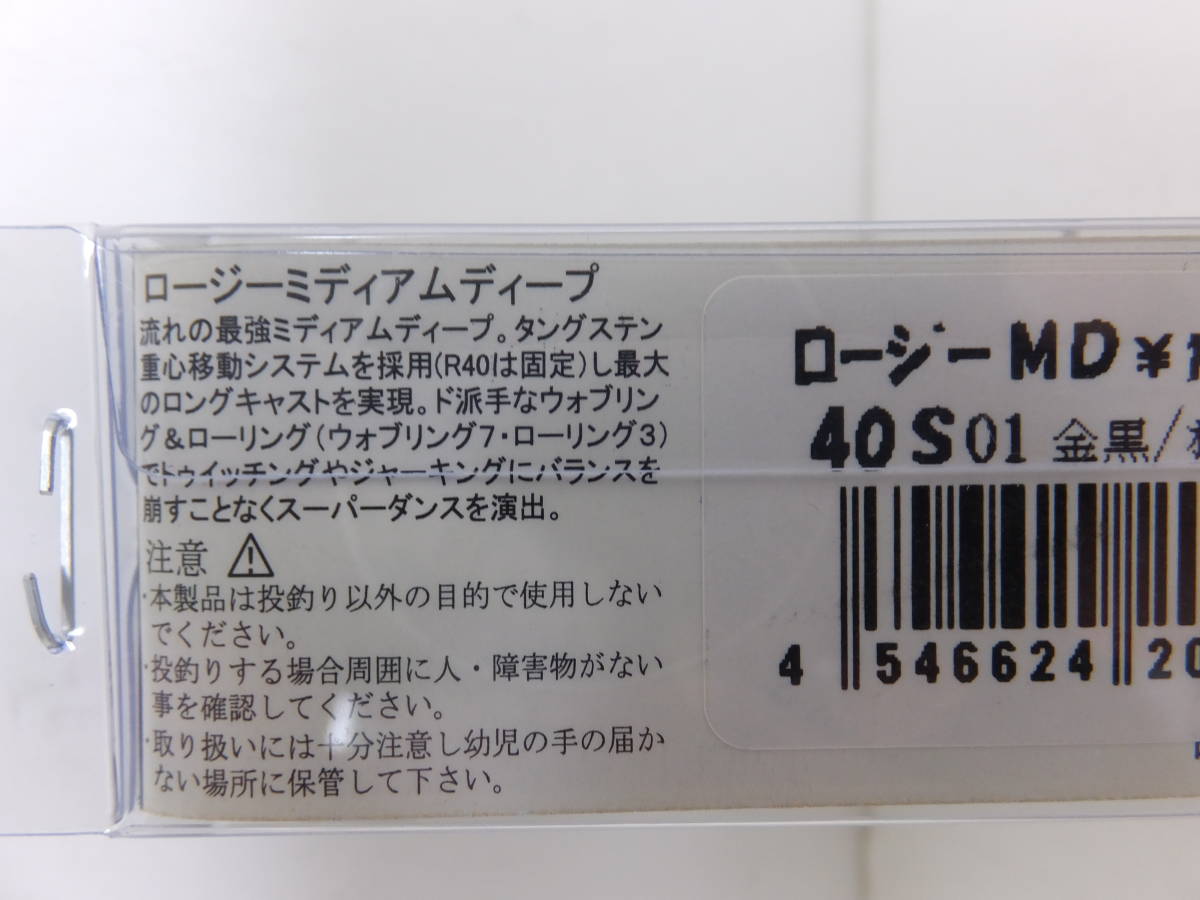 ロージーミディアムディープ
流れの最強ミディアムディープ。タングステン
重心移動システムを採用(R40は固定)し最大
のロングキャストを実現。ド派手なウォブリン
グ&ローリング(ウォブリング7・ローリング3)
でトゥイッチングやジャーキングにバランスを
崩すことなくスーパーダンスを演出。
注意
・本製品は投釣り以外の目的で使用しない
でください。
・投釣りする場合周囲に人・障害物がない
事を確認してください。
・取り扱いには十分注意し幼児の手の届か
ない場所に保管して下さい。
ロージーMD¥
40S01 金黒/
4 546624 20